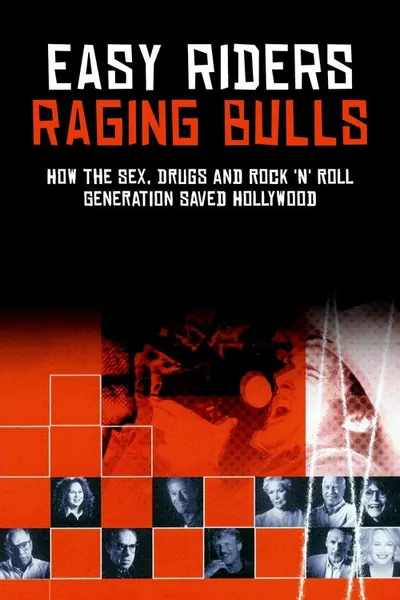 EASY RIDERS
RAGING BULLS
HOW THE SEX, DRUGS AND ROCK 'N' ROLL
GENERATION SAVED HOLLYWOOD